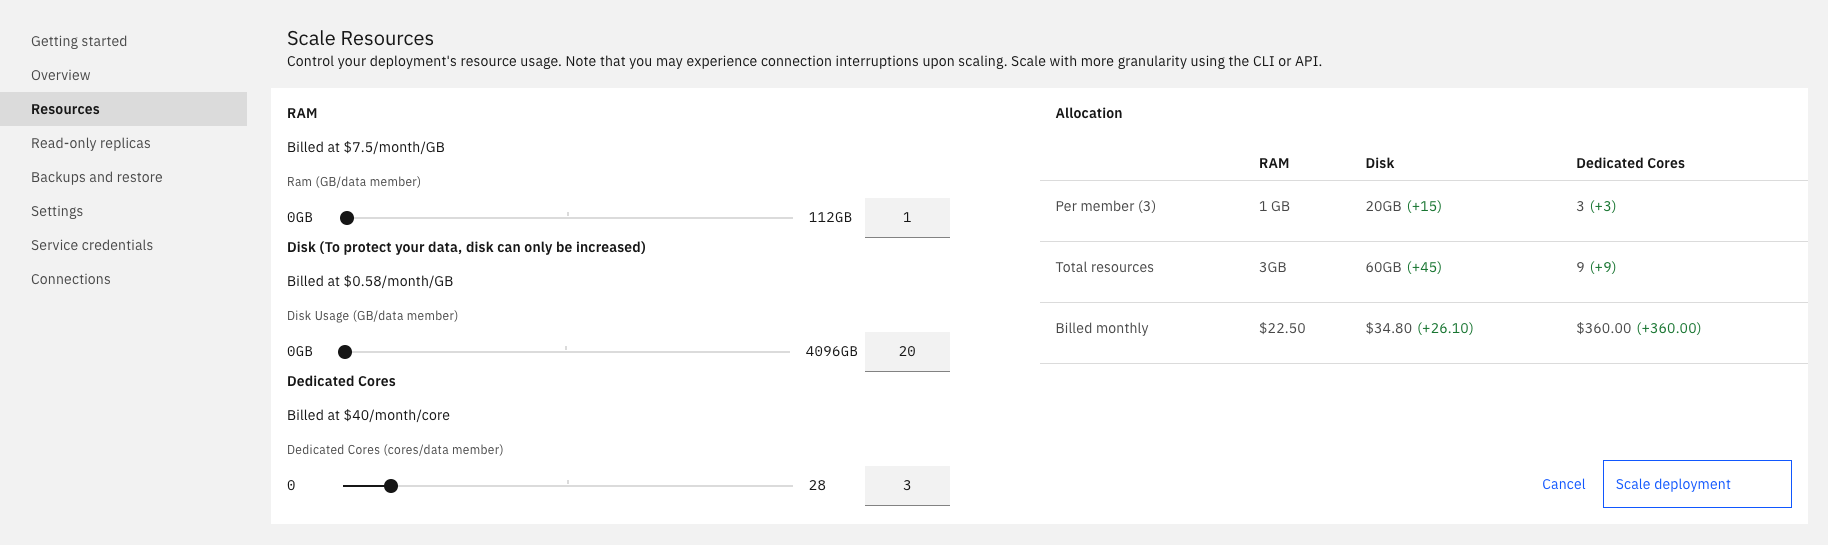 Getting started
Overview
Resources
Read-only replicas
Backups and restore
Settings
Service credentials
Connections
Scale Resources
Control your deployment's resource usage. Note that you may experience connection interruptions upon scaling. Scale with more granularity using the CLI or API.
RAM
Billed at $7.5/month/GB
Ram (GB/data member)
0GB 112GB 1
Disk (To protect your data, disk can only be increased)
Billed at $0.58/month/GB
Disk Usage (GB/data member)
0GB 4096GB 20
Dedicated Cores
Billed at $40/month/core
Dedicated Cores (cores/data member)
0 28 3
Allocation
RAM Disk Dedicated Cores
Per member (3) 1 GB 20GB (+15) 3 (+3)
Total resources 3GB 60GB (+45) 9 (+9)
Billed monthly $22.50 $34.80 (+26.10) $360.00 (+360.00)
Cancel Scale deployment